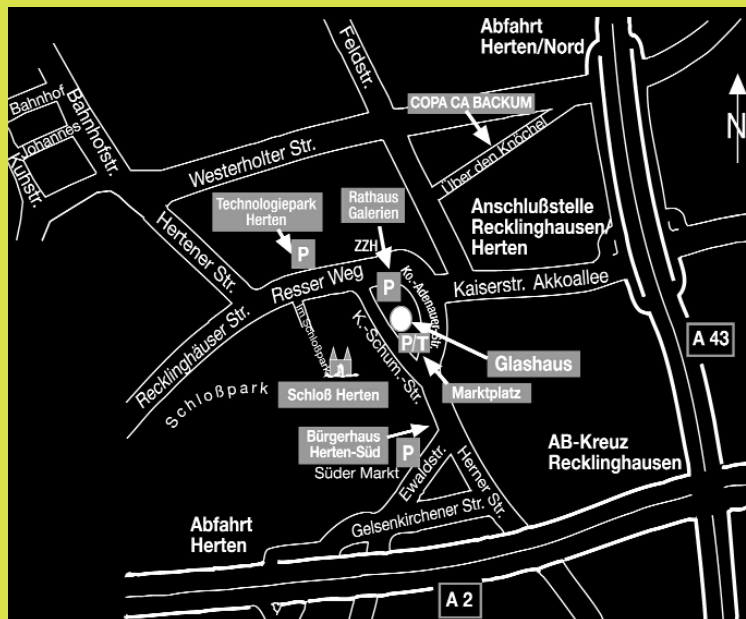 Abfahrt
Herten/Nord
Feldstr.
Bahnhof
Bahnhofstr.
Johannes
Kuhstr.
COPA CA BACKUM
N
Über den Knöchel
Westerholter Str.
Technologiepark
Herten
Rathaus
Galerien
Anschlußstelle
Recklinghausen/
Herten
Hertener Str.
P
ZZH
Resser Weg
P
Ko.-Adenauer-Str.
Kaiserstr. Akkoallee
Recklinghäuser Str.
Im Schloßpark
K.-Schum.-Str.
P/T
Glashaus
A 43
Schloßpark
Schloß Herten
Marktplatz
Bürgerhaus
Herten-Süd
P
Süder Markt
Ewaldstr.
Herner Str.
AB-Kreuz
Recklinghausen
Gelsenkirchener Str.
Abfahrt
Herten
A 2